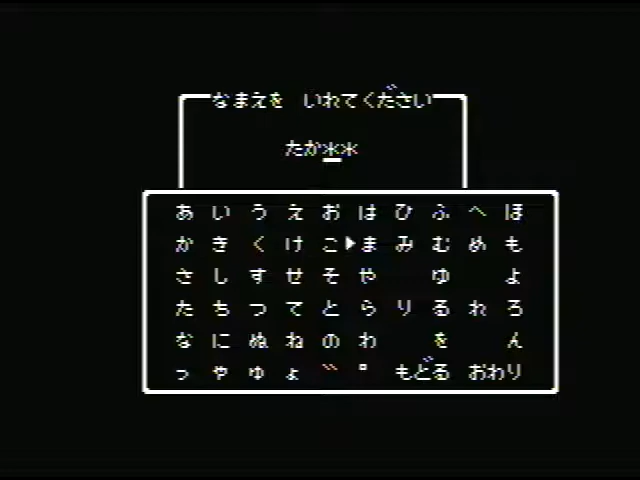 なまえを いれてください
たか＊＊
あ い う え お は ひ ふ へ ほ
か き く け こ ▶ま み む め も
さ し す せ そ や ゆ よ
た ち つ て と ら り る れ ろ
な に ぬ ね の わ を ん
っ ゃ ゅ ょ ゛ ゜ もどる おわり